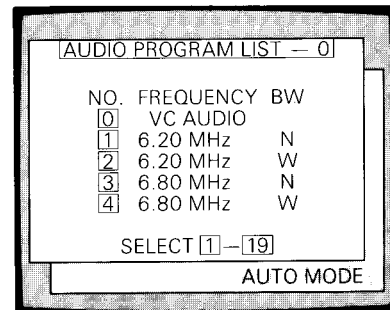 AUDIO PROGRAM LIST — 0
NO. FREQUENCY BW
0 VC AUDIO
1 6.20 MHz N
2 6.20 MHz W
3 6.80 MHz N
4 6.80 MHz W
SELECT 1—19
AUTO MODE